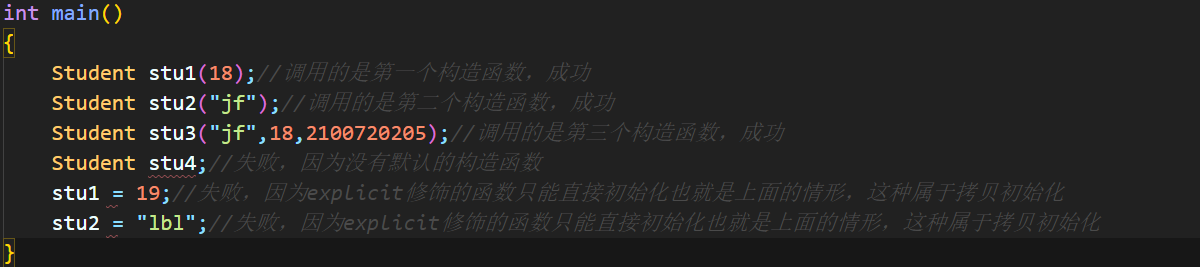 int main()
{
Student stu1(18);//调用的是第一个构造函数，成功
Student stu2("jf");//调用的是第二个构造函数，成功
Student stu3("jf",18,2100720205);//调用的是第三个构造函数，成功
Student stu4;//失败，因为没有默认的构造函数
stu1 = 19;//失败，因为explicit修饰的函数只能直接初始化也就是上面的情形，这种属于拷贝初始化
stu2 = "lbl";//失败，因为explicit修饰的函数只能直接初始化也就是上面的情形，这种属于拷贝初始化
}